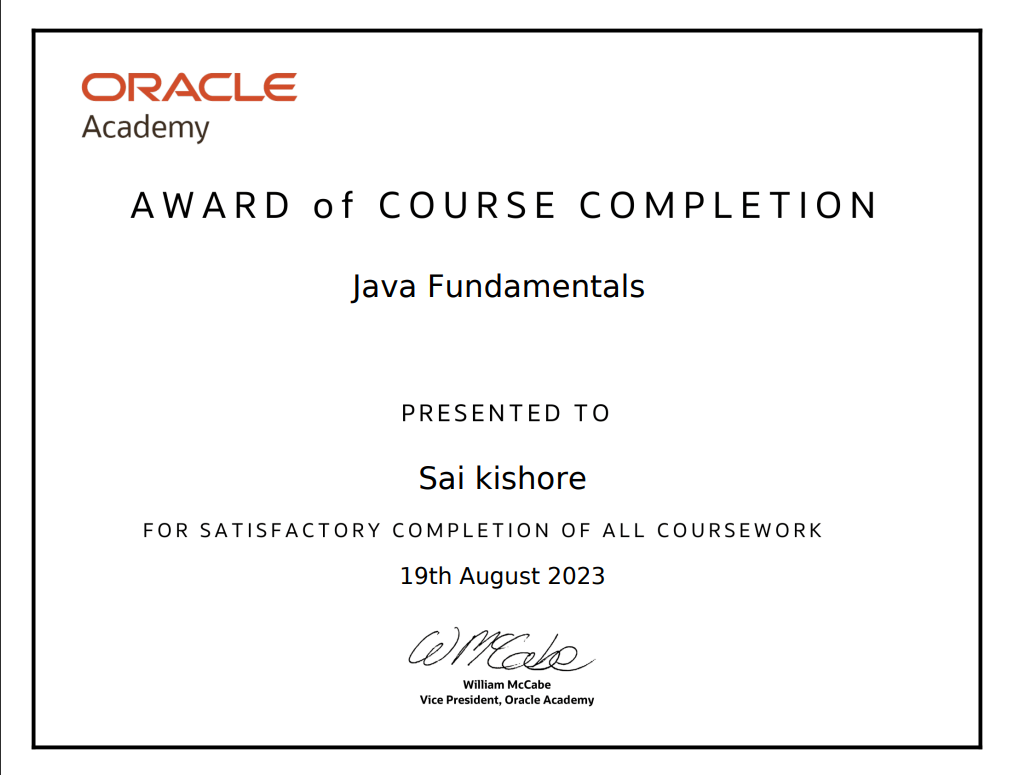 ORACLE
Academy
AWARD of COURSE COMPLETION
Java Fundamentals
PRESENTED TO
Sai kishore
FOR SATISFACTORY COMPLETION OF ALL COURSEWORK
19th August 2023
W McCabe
William McCabe
Vice President, Oracle Academy